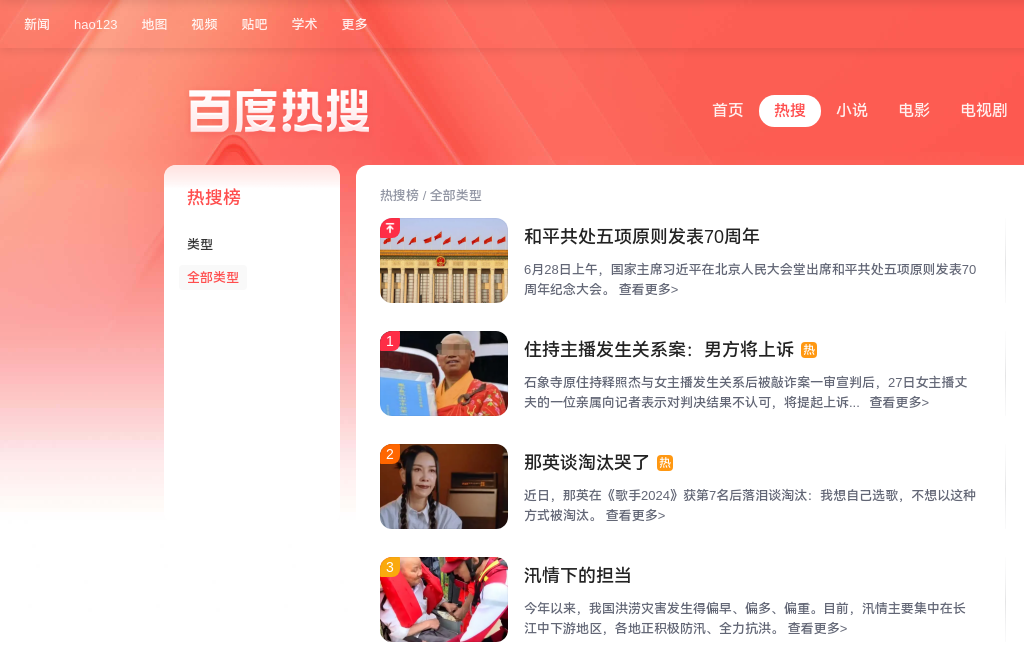 新闻 hao123 地图 视频 贴吧 学术 更多
百度热搜
首页 热搜 小说 电影 电视剧
热搜榜
类型
全部类型
热搜榜 / 全部类型
和平共处五项原则发表70周年
6月28日上午，国家主席习近平在北京人民大会堂出席和平共处五项原则发表70
周年纪念大会。 查看更多>
1
住持主播发生关系案：男方将上诉 热
石象寺原住持释照杰与女主播发生关系后被敲诈案一审宣判后，27日女主播丈
夫的一位亲属向记者表示对判决结果不认可，将提起上诉... 查看更多>
2
那英谈淘汰哭了 热
近日，那英在《歌手2024》获第7名后落泪谈淘汰：我想自己选歌，不想以这种
方式被淘汰。 查看更多>
3
汛情下的担当
今年以来，我国洪涝灾害发生得偏早、偏多、偏重。目前，汛情主要集中在长
江中下游地区，各地正积极防汛、全力抗洪。 查看更多>